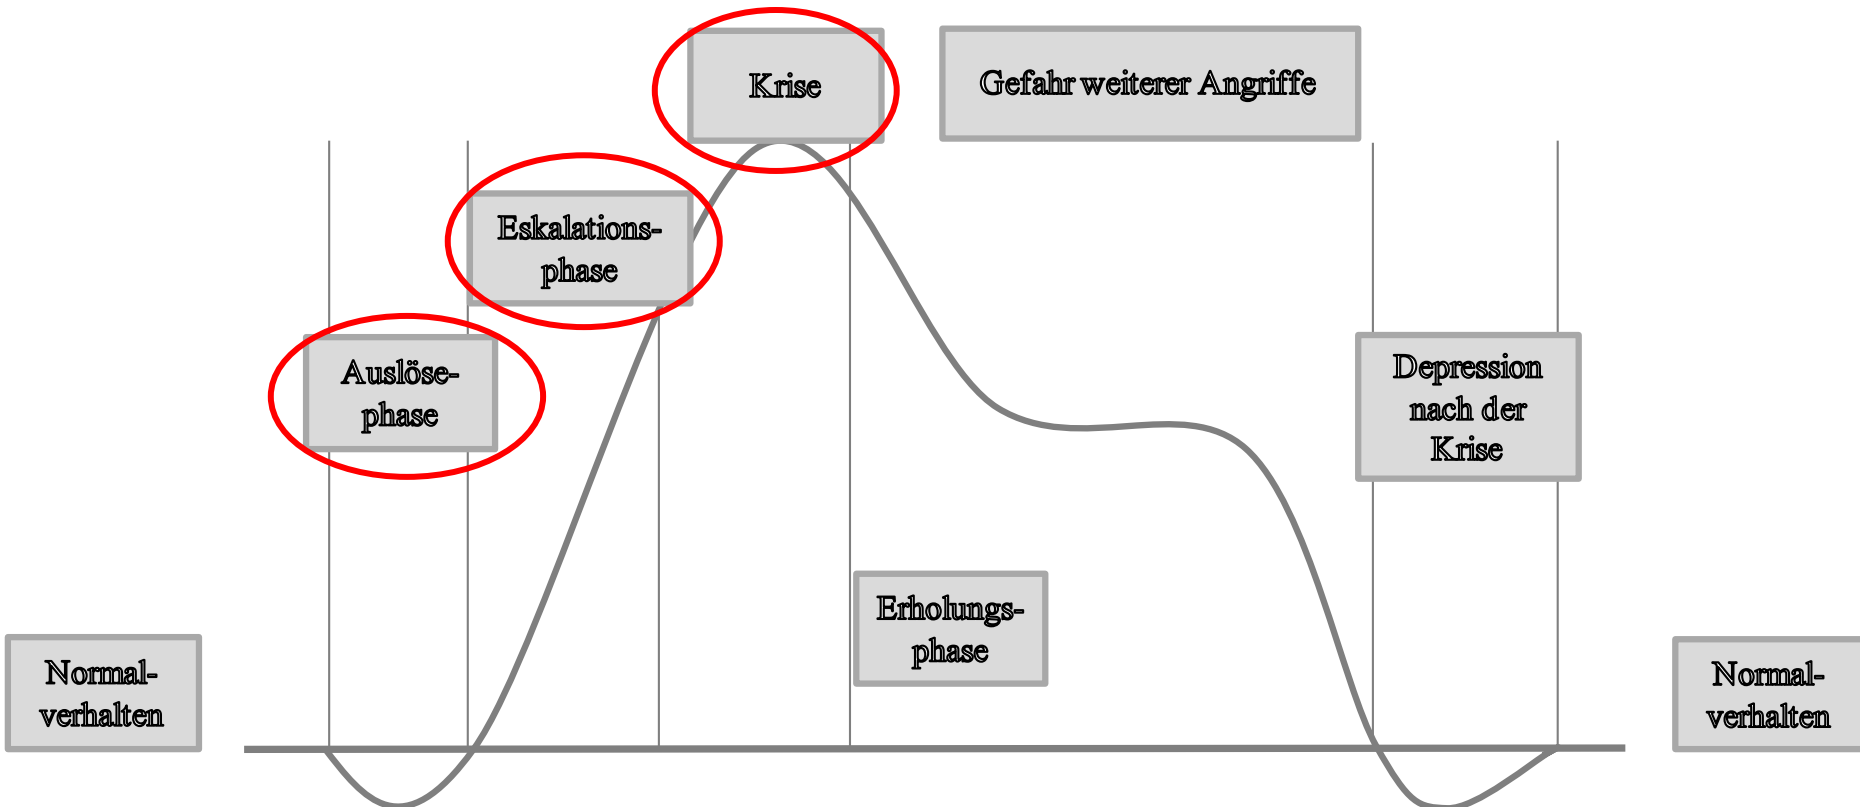 Krise
Gefahr weiterer Angriffe
Eskalations-
phase
Auslöse-
phase
Depression
nach der
Krise
Erholungs-
phase
Normal-
verhalten
Normal-
verhalten